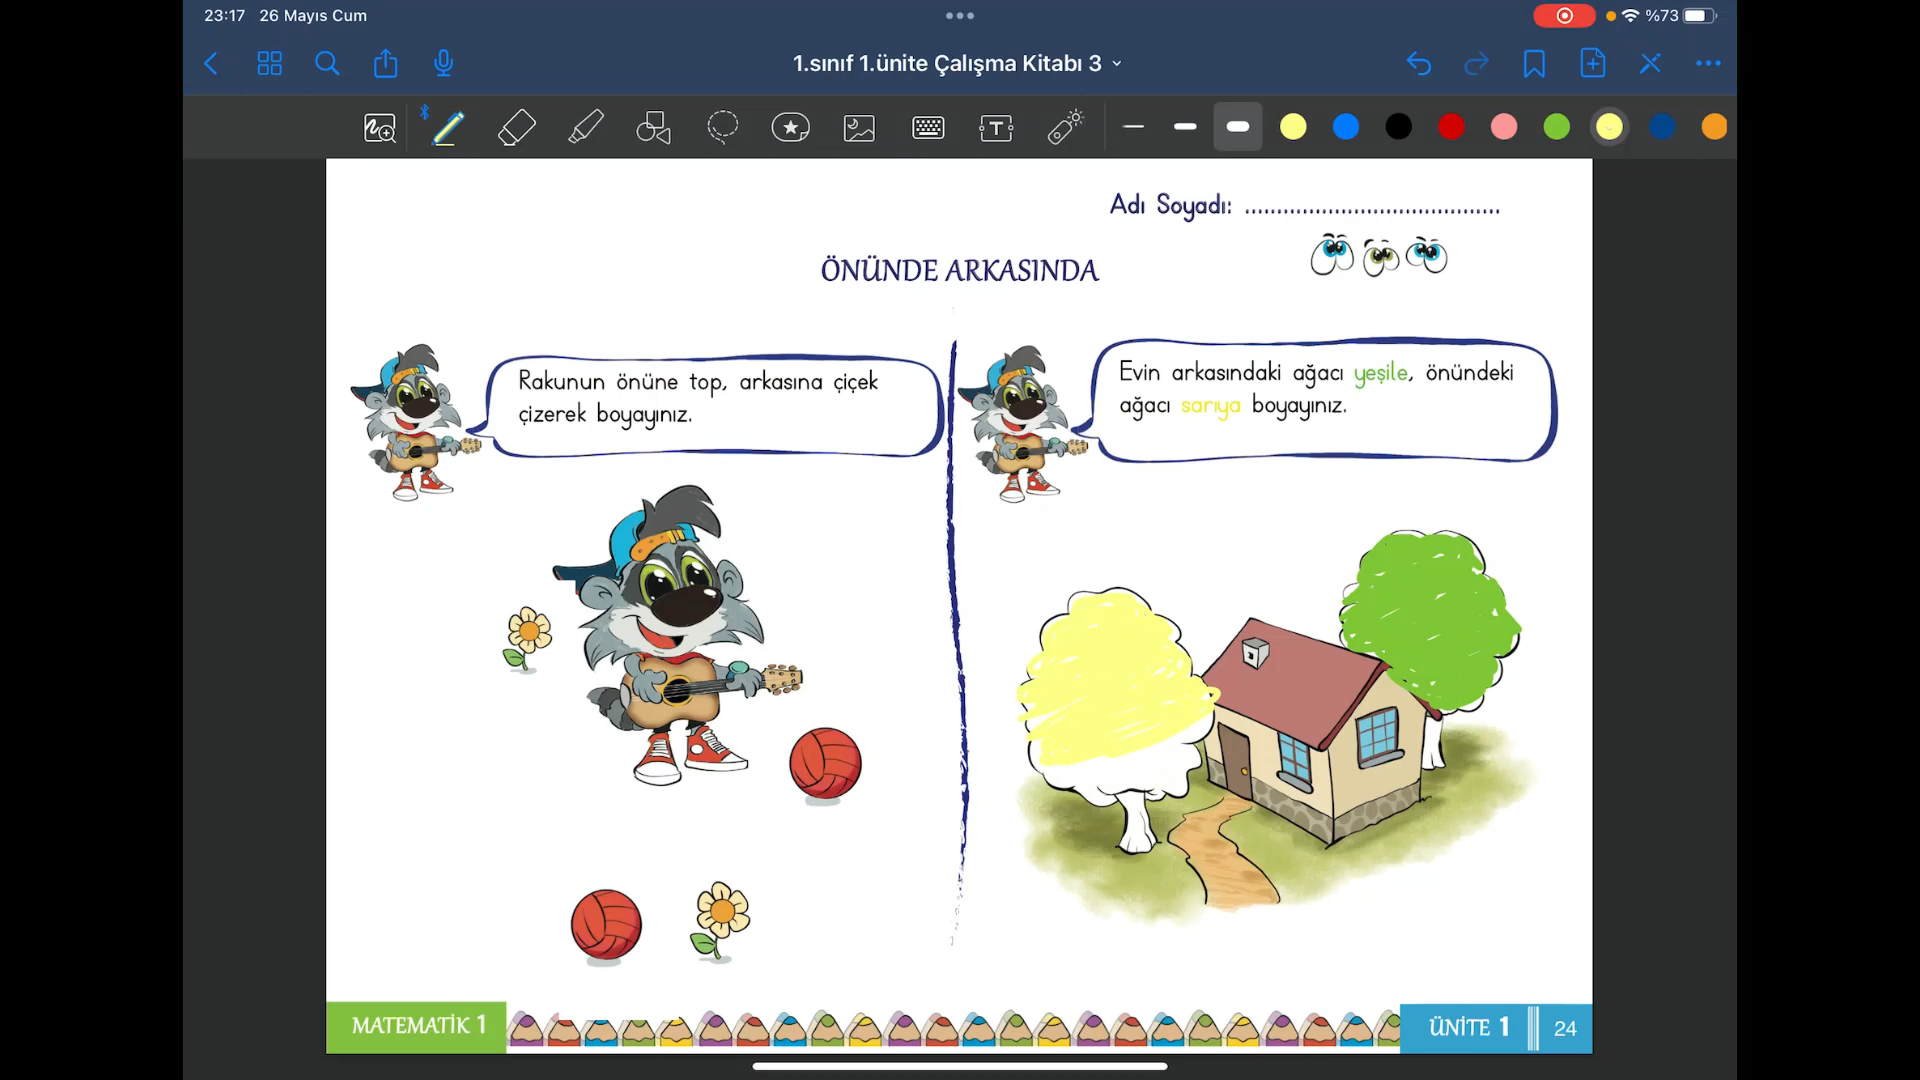 23:17 26 Mayıs Cum
%73
1.sınıf 1.ünite Çalışma Kitabı 3
Adı Soyadı: ........................................
ÖNÜNDE ARKASINDA
Rakunun önüne top, arkasına çiçek
çizerek boyayınız.
Evin arkasındaki ağacı yeşile, önündeki
ağacı sarıya boyayınız.
MATEMATİK 1
ÜNİTE 1
24